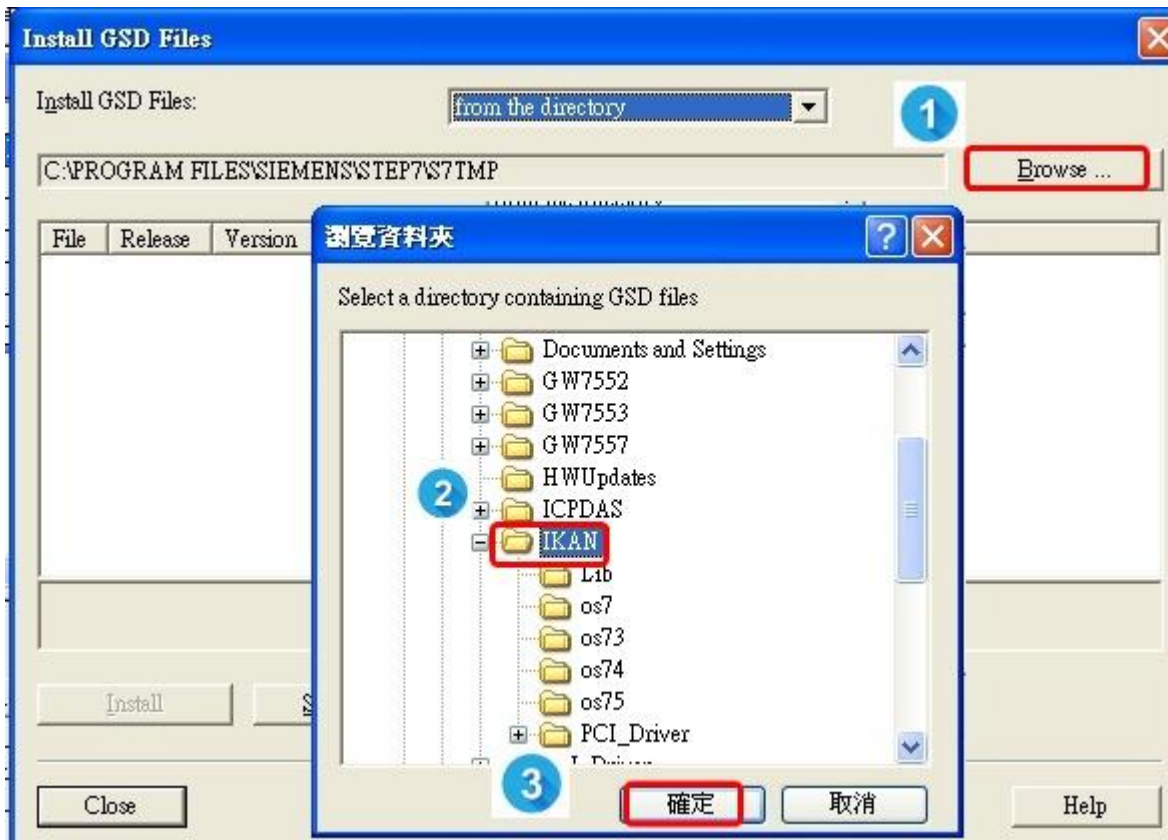 Install GSD Files
Install GSD Files:
from the directory
1
C:\PROGRAM FILES\SIEMENS\STEP7\S7TMP
Browse ...
File Release Version
瀏覽資料夾
Select a directory containing GSD files
Documents and Settings
GW7552
GW7553
GW7557
HWUpdates
2
ICPDAS
IKAN
Lib
os7
os73
os74
os75
PCI_Driver
Install
3
Close
確定
取消
Help